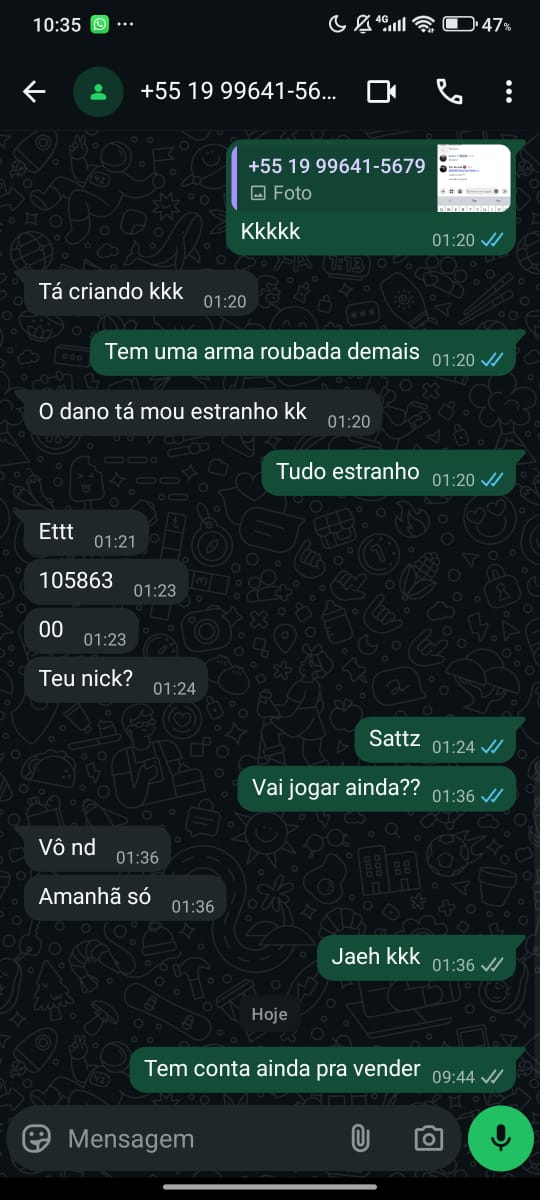 10:35 ··· 4G 47%
+55 19 99641-56...
+55 19 99641-5679
Foto
Kkkkk 01:20
Tá criando kkk 01:20
Tem uma arma roubada demais 01:20
O dano tá mou estranho kk 01:20
Tudo estranho 01:20
Ettt 01:21
105863 01:23
00 01:23
Teu nick? 01:24
Sattz 01:24
Vai jogar ainda?? 01:36
Vô nd 01:36
Amanhã só 01:36
Jaeh kkk 01:36
Hoje
Tem conta ainda pra vender 09:44
Mensagem